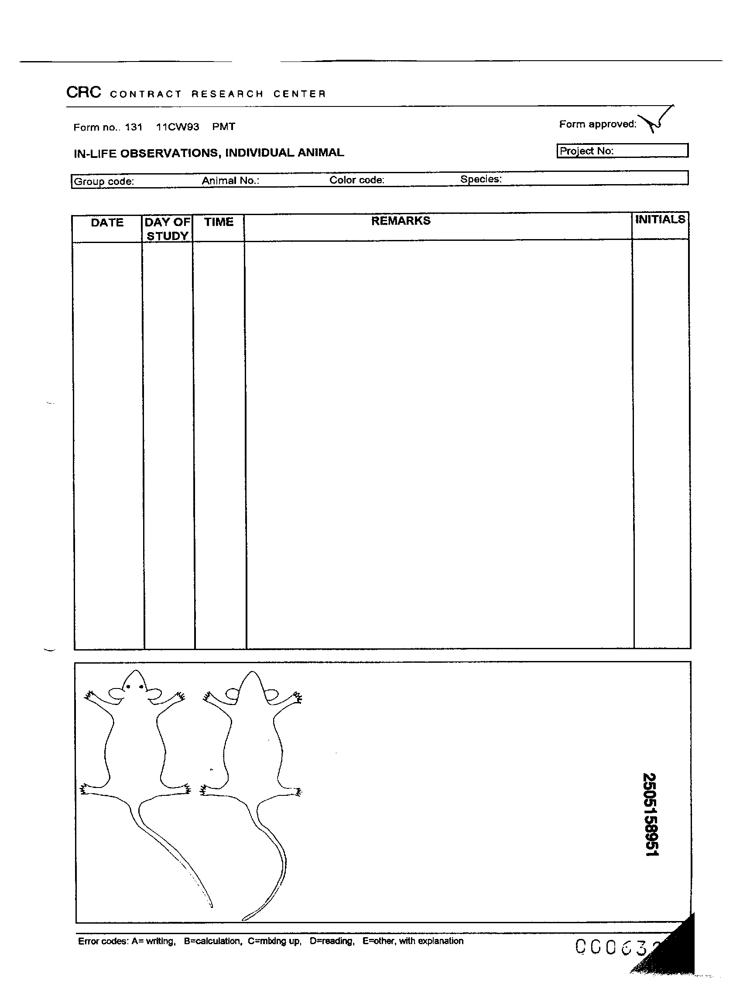 CRC CONTRACT RESEARCH CENTER
Form no.. 131 11CW93 PMT
Form approved:
IN-LIFE OBSERVATIONS, INDIVIDUAL ANIMAL
Project No:
Group code: Animal No.: Color code: Species:
DATE DAY OF STUDY TIME REMARKS INITIALS
2505158951
Error codes: A= writing, B=calculation, C=mixing up, D=reading, E=other, with explanation